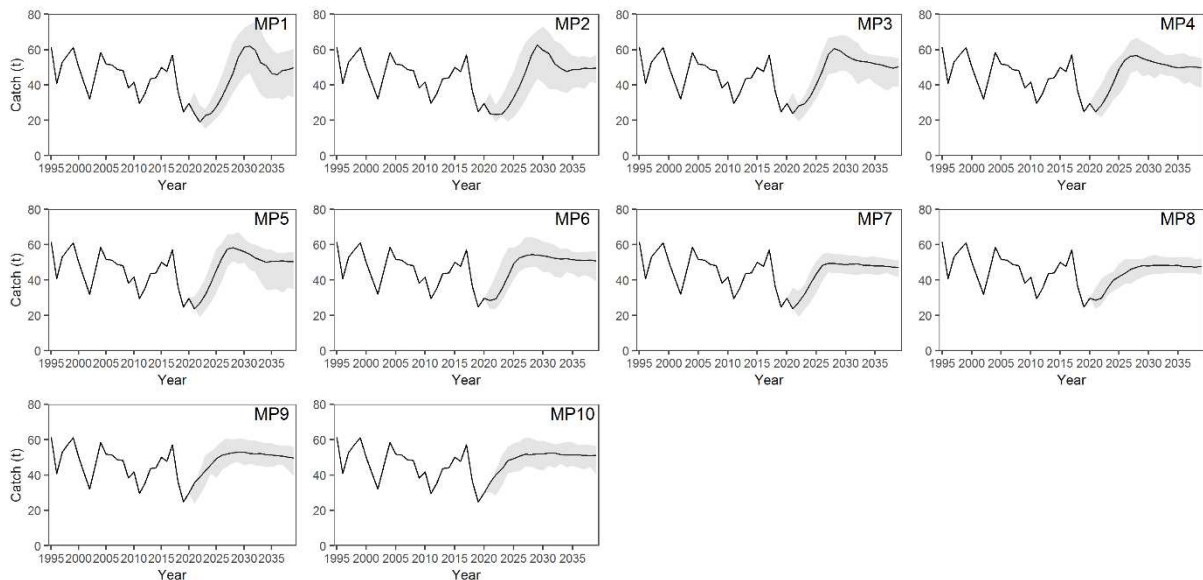 MP1 MP2 MP3 MP4
80 80 80 80
60 60 60 60
Catch (t)
40 40 40 40
20 20 20 20
0 0 0 0
1995 2000 2005 2010 2015 2020 2025 2030 2035 1995 2000 2005 2010 2015 2020 2025 2030 2035 1995 2000 2005 2010 2015 2020 2025 2030 2035 1995 2000 2005 2010 2015 2020 2025 2030 2035
Year Year Year Year
MP5 MP6 MP7 MP8
80 80 80 80
60 60 60 60
Catch (t)
40 40 40 40
20 20 20 20
0 0 0 0
1995 2000 2005 2010 2015 2020 2025 2030 2035 1995 2000 2005 2010 2015 2020 2025 2030 2035 1995 2000 2005 2010 2015 2020 2025 2030 2035 1995 2000 2005 2010 2015 2020 2025 2030 2035
Year Year Year Year
MP9 MP10
80 80
60 60
Catch (t)
40 40
20 20
0 0
1995 2000 2005 2010 2015 2020 2025 2030 2035 1995 2000 2005 2010 2015 2020 2025 2030 2035
Year Year